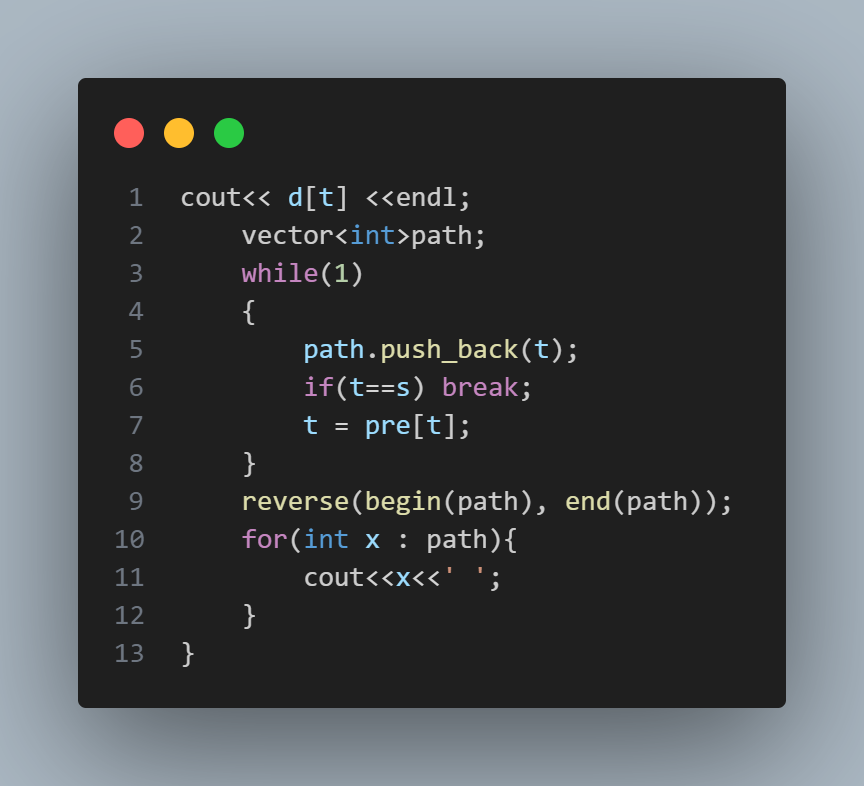 1 cout<< d[t] <<endl;
2     vector<int>path;
3     while(1)
4     {
5         path.push_back(t);
6         if(t==s) break;
7         t = pre[t];
8     }
9     reverse(begin(path), end(path));
10     for(int x : path){
11         cout<<x<<' ';
12     }
13 }